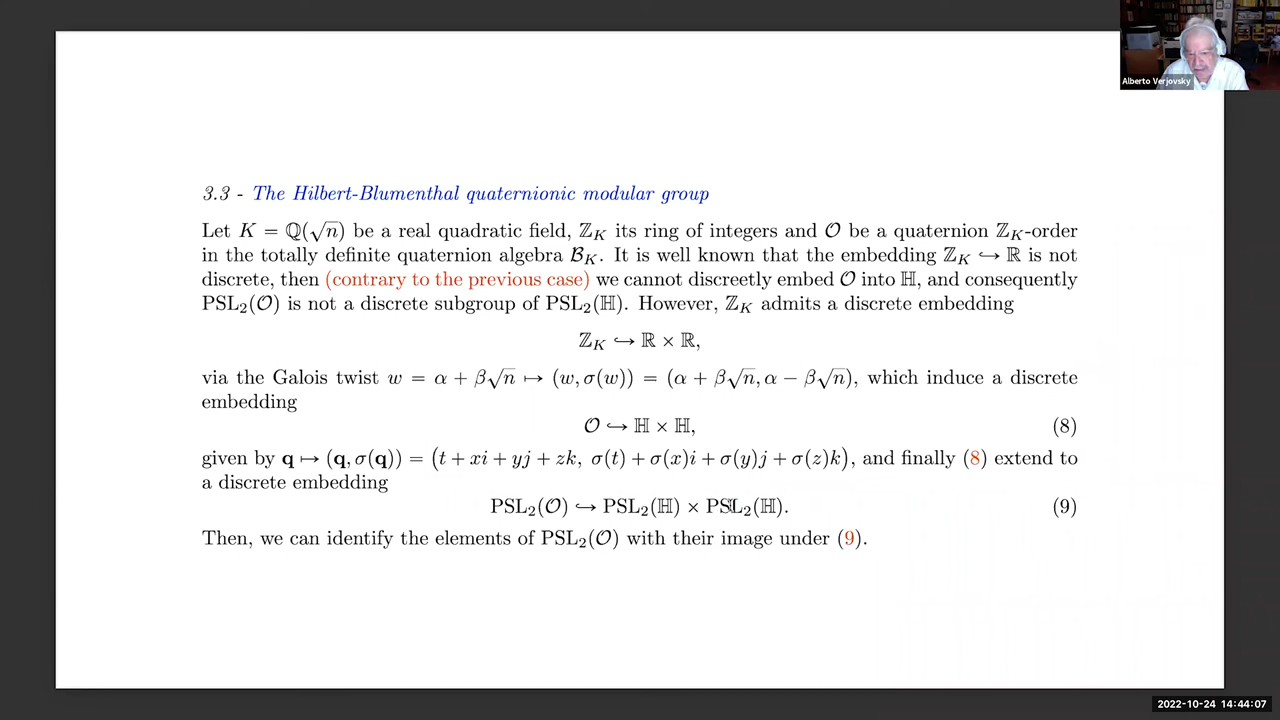 Alberto Verjovsky
3.3 - The Hilbert-Blumenthal quaternionic modular group
Let K = ℚ(√n) be a real quadratic field, ℤ_K its ring of integers and 𝒪 be a quaternion ℤ_K-order
in the totally definite quaternion algebra ℬ_K. It is well known that the embedding ℤ_K ↪ ℝ is not
discrete, then (contrary to the previous case) we cannot discreetly embed 𝒪 into ℍ, and consequently
PSL₂(𝒪) is not a discrete subgroup of PSL₂(ℍ). However, ℤ_K admits a discrete embedding
ℤ_K ↪ ℝ × ℝ,
via the Galois twist w = α + β√n ↦ (w, σ(w)) = (α + β√n, α − β√n), which induce a discrete
embedding
𝒪 ↪ ℍ × ℍ, (8)
given by q ↦ (q, σ(q)) = (t + xi + yj + zk, σ(t) + σ(x)i + σ(y)j + σ(z)k), and finally (8) extend to
a discrete embedding
PSL₂(𝒪) ↪ PSL₂(ℍ) × PSL₂(ℍ). (9)
Then, we can identify the elements of PSL₂(𝒪) with their image under (9).
2022-10-24 14:44:07